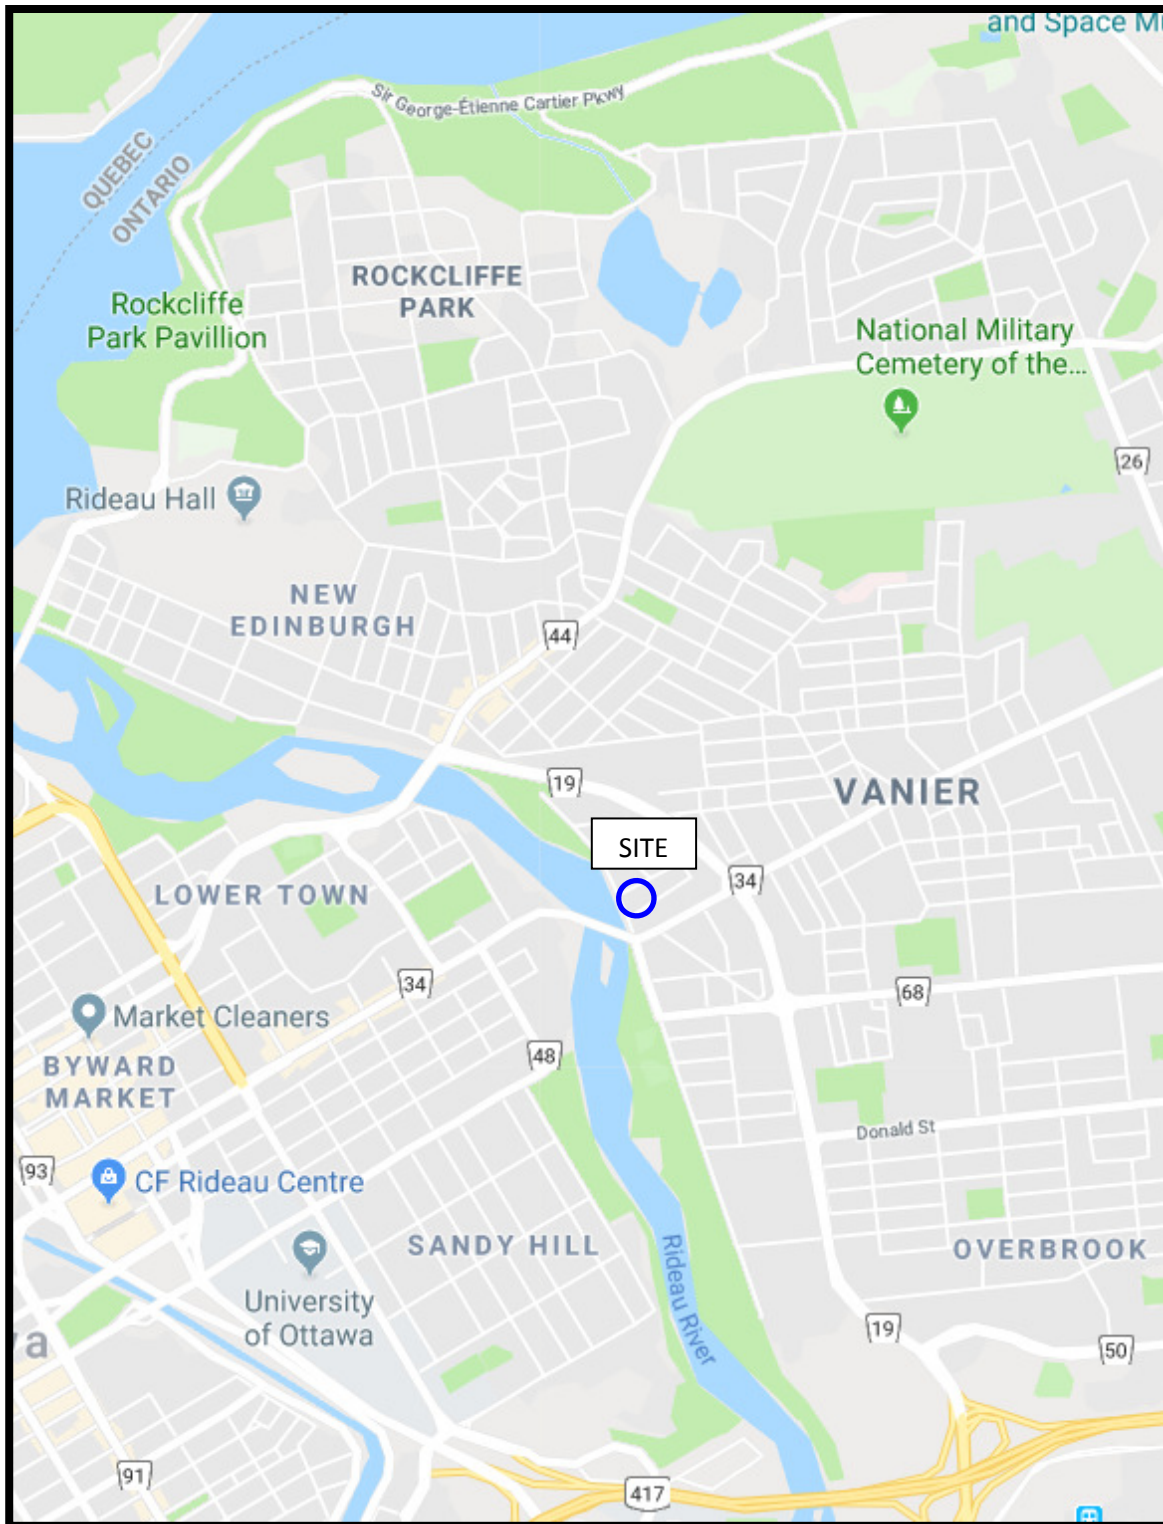 and Space Mu
Sir George-Étienne Cartier Pkwy
QUEBEC
ONTARIO
ROCKCLIFFE
PARK
Rockcliffe
Park Pavillion
National Military
Cemetery of the...
26
Rideau Hall
NEW
EDINBURGH
44
19
VANIER
SITE
34
LOWER TOWN
34
68
Market Cleaners
48
BYWARD
MARKET
Donald St
93
CF Rideau Centre
SANDY HILL
OVERBROOK
Rideau River
University
of Ottawa
19
va
50
91
417